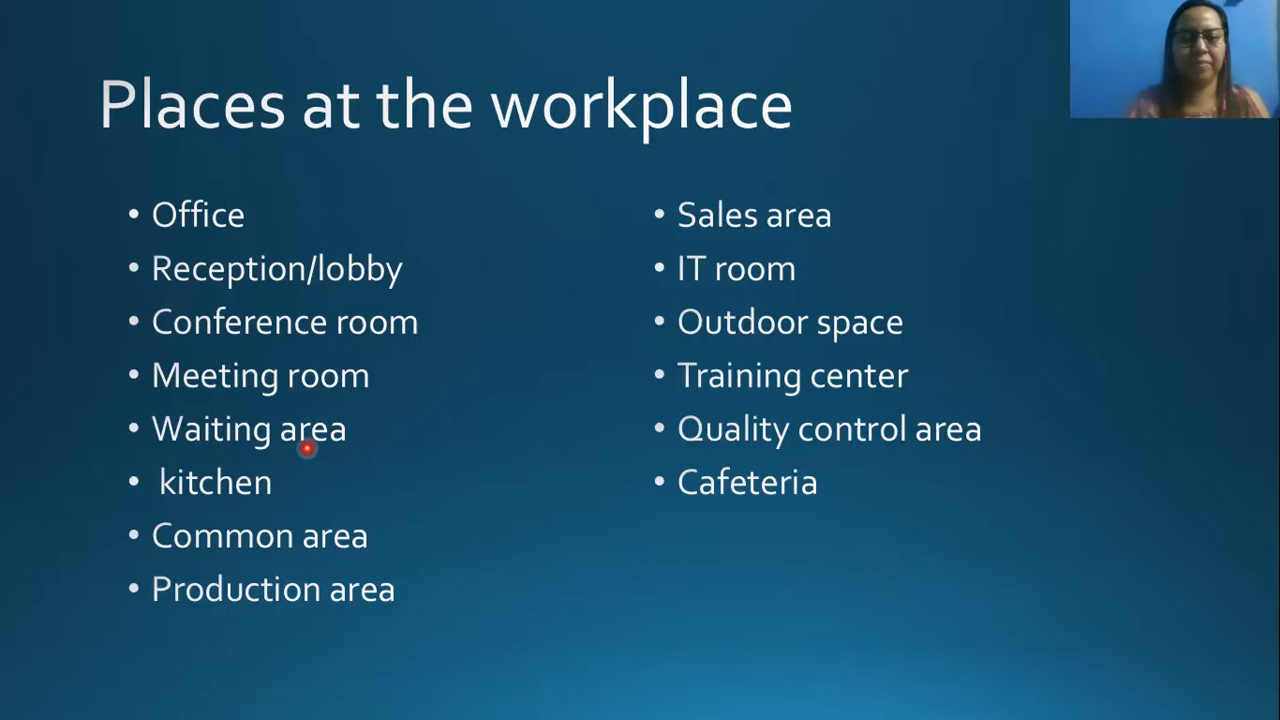 Places at the workplace
• Office
• Reception/lobby
• Conference room
• Meeting room
• Waiting area
• kitchen
• Common area
• Production area
• Sales area
• IT room
• Outdoor space
• Training center
• Quality control area
• Cafeteria